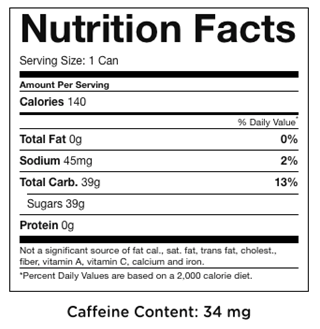 Nutrition Facts
Serving Size: 1 Can
Amount Per Serving
Calories 140
% Daily Value*
Total Fat 0g 0%
Sodium 45mg 2%
Total Carb. 39g 13%
Sugars 39g
Protein 0g
Not a significant source of fat cal., sat. fat, trans fat, cholest.,
fiber, vitamin A, vitamin C, calcium and iron.
*Percent Daily Values are based on a 2,000 calorie diet.
Caffeine Content: 34 mg